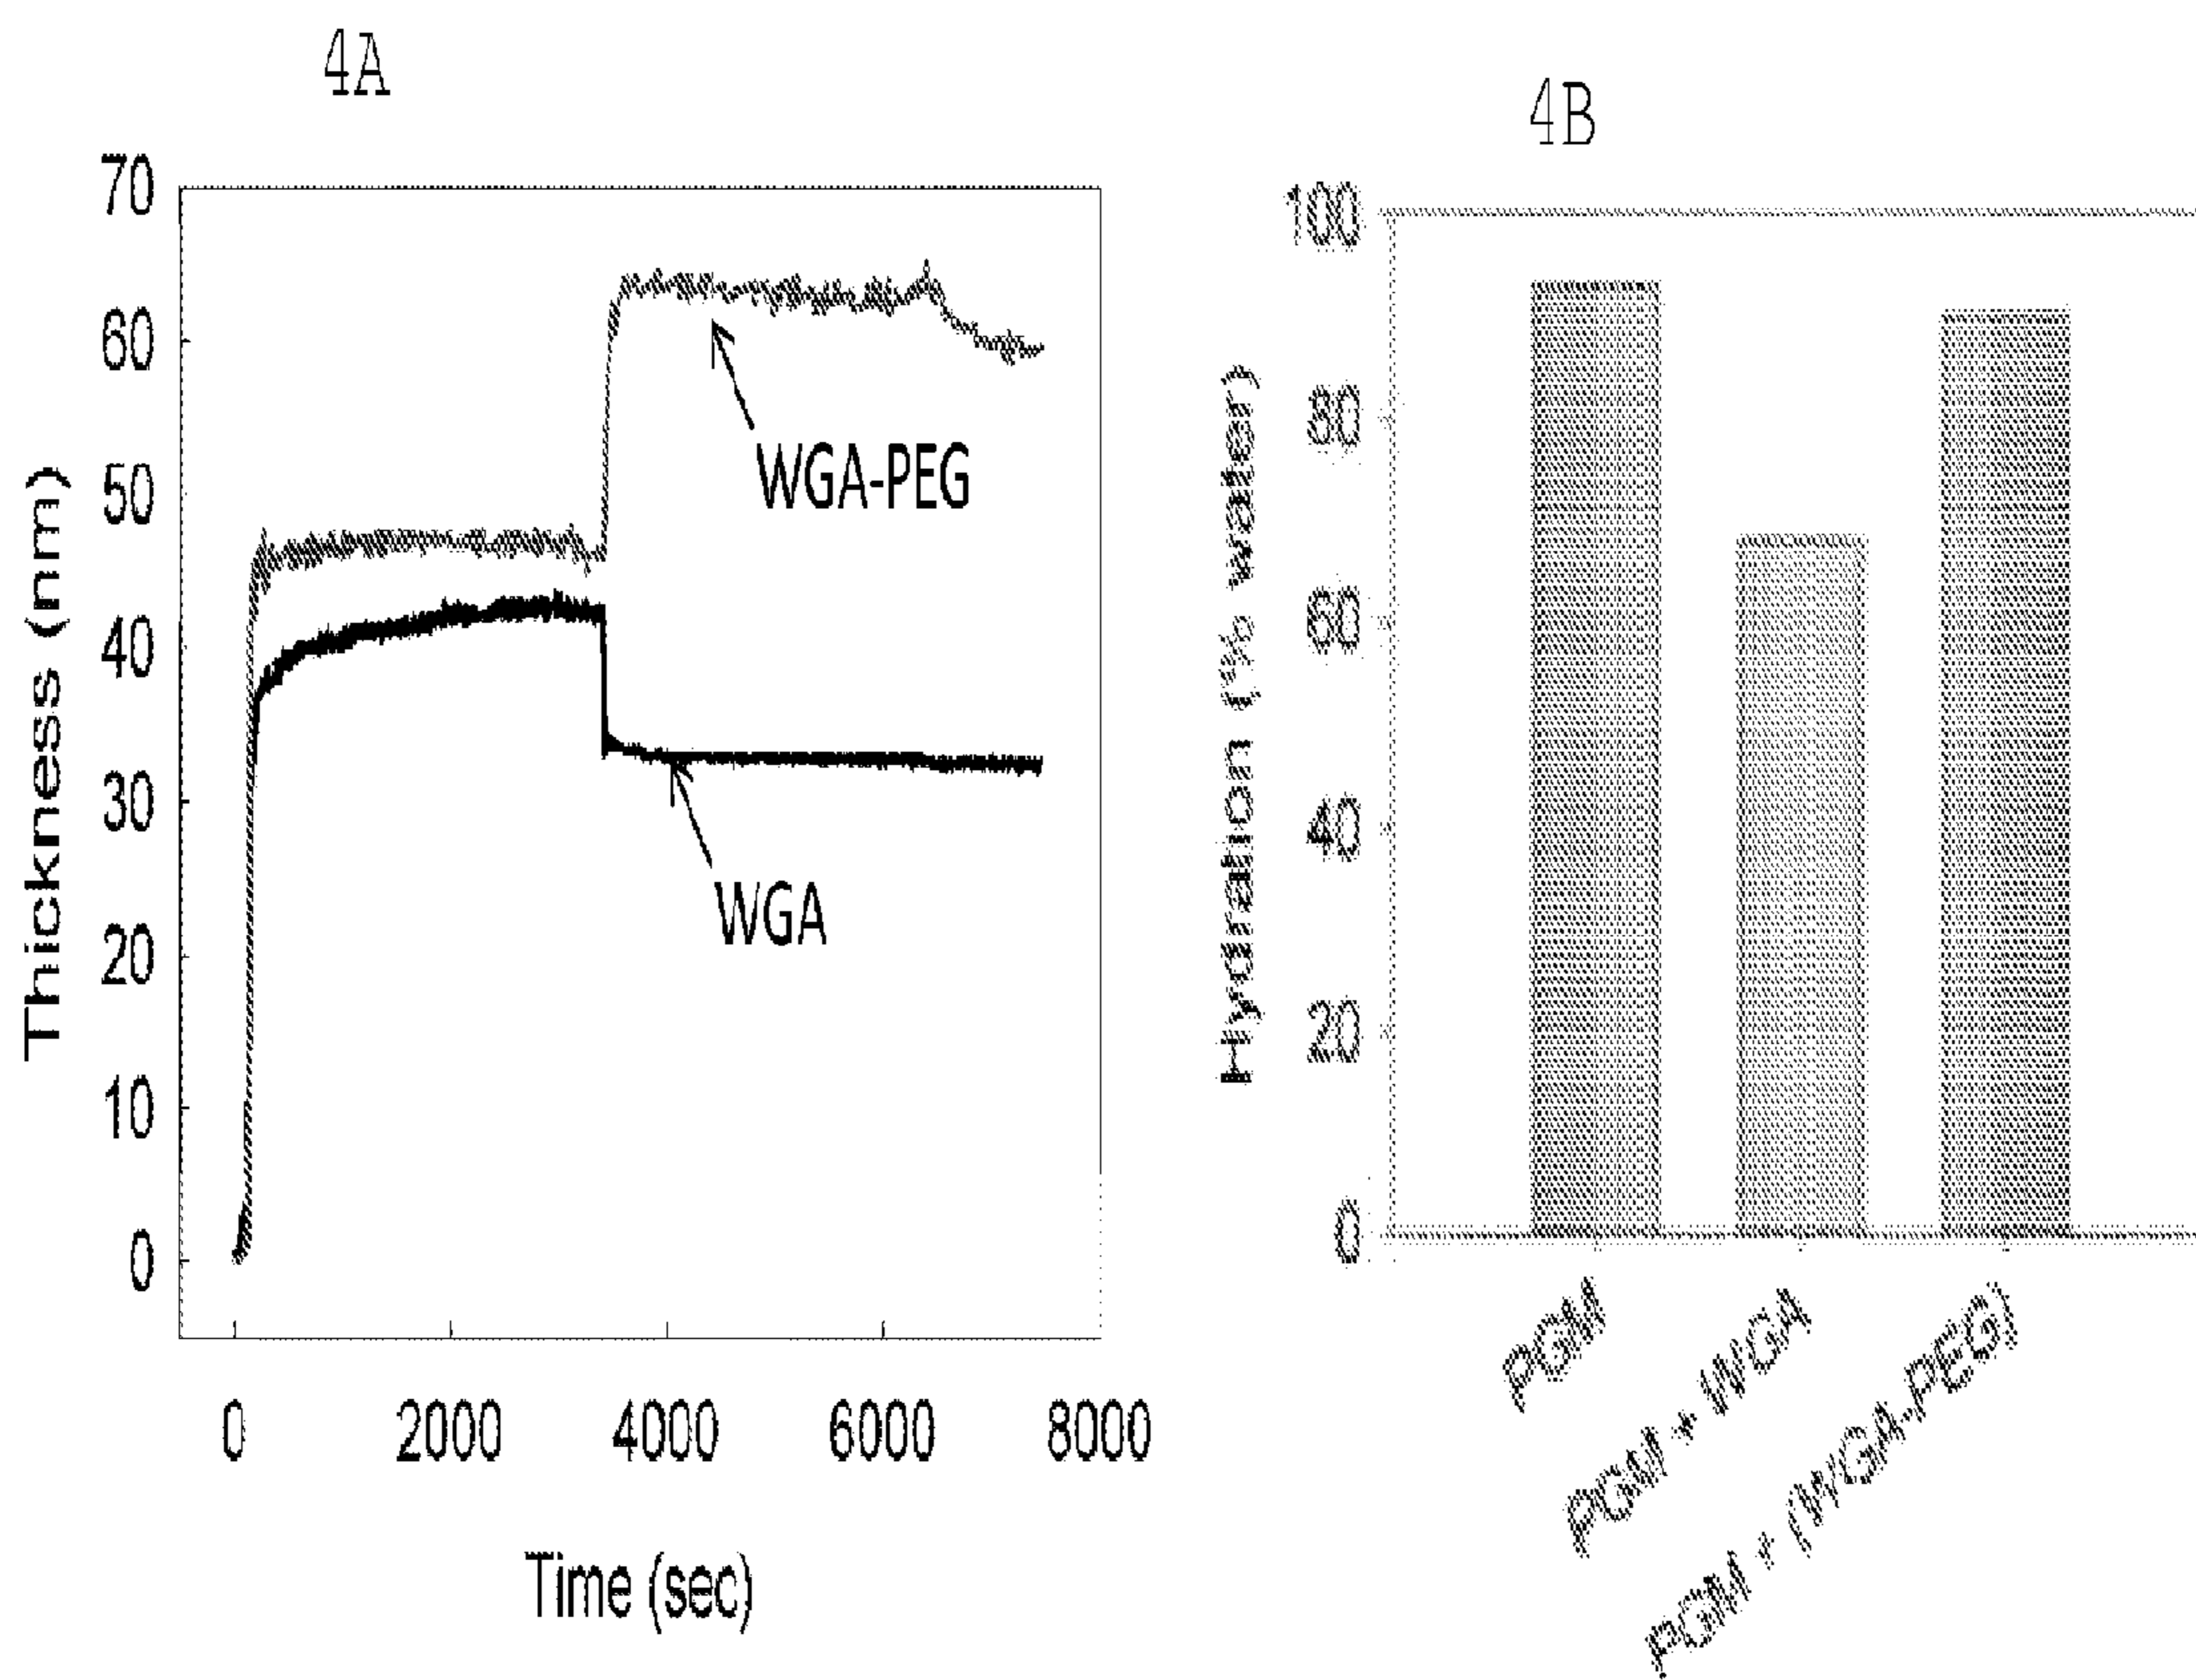 4A
70
60
50
40
30
20
10
0
Thickness (nm)
WGA-PEG
WGA
0 2000 4000 6000 8000
Time (sec)
4B
100
80
60
40
20
0
Hydration (% water)
PGM
PGM + WGA
PGM + (WGA-PEG)